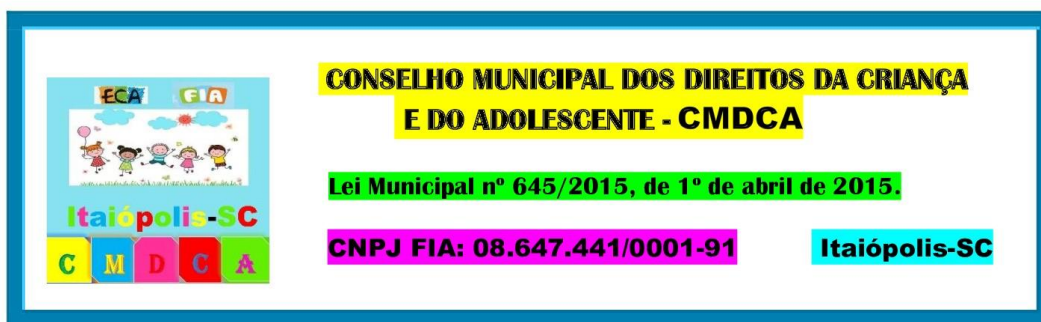 ECA FIA
Itaiópolis-SC
C M D C A
CONSELHO MUNICIPAL DOS DIREITOS DA CRIANÇA
E DO ADOLESCENTE - CMDCA
Lei Municipal nº 645/2015, de 1º de abril de 2015.
CNPJ FIA: 08.647.441/0001-91 Itaiópolis-SC